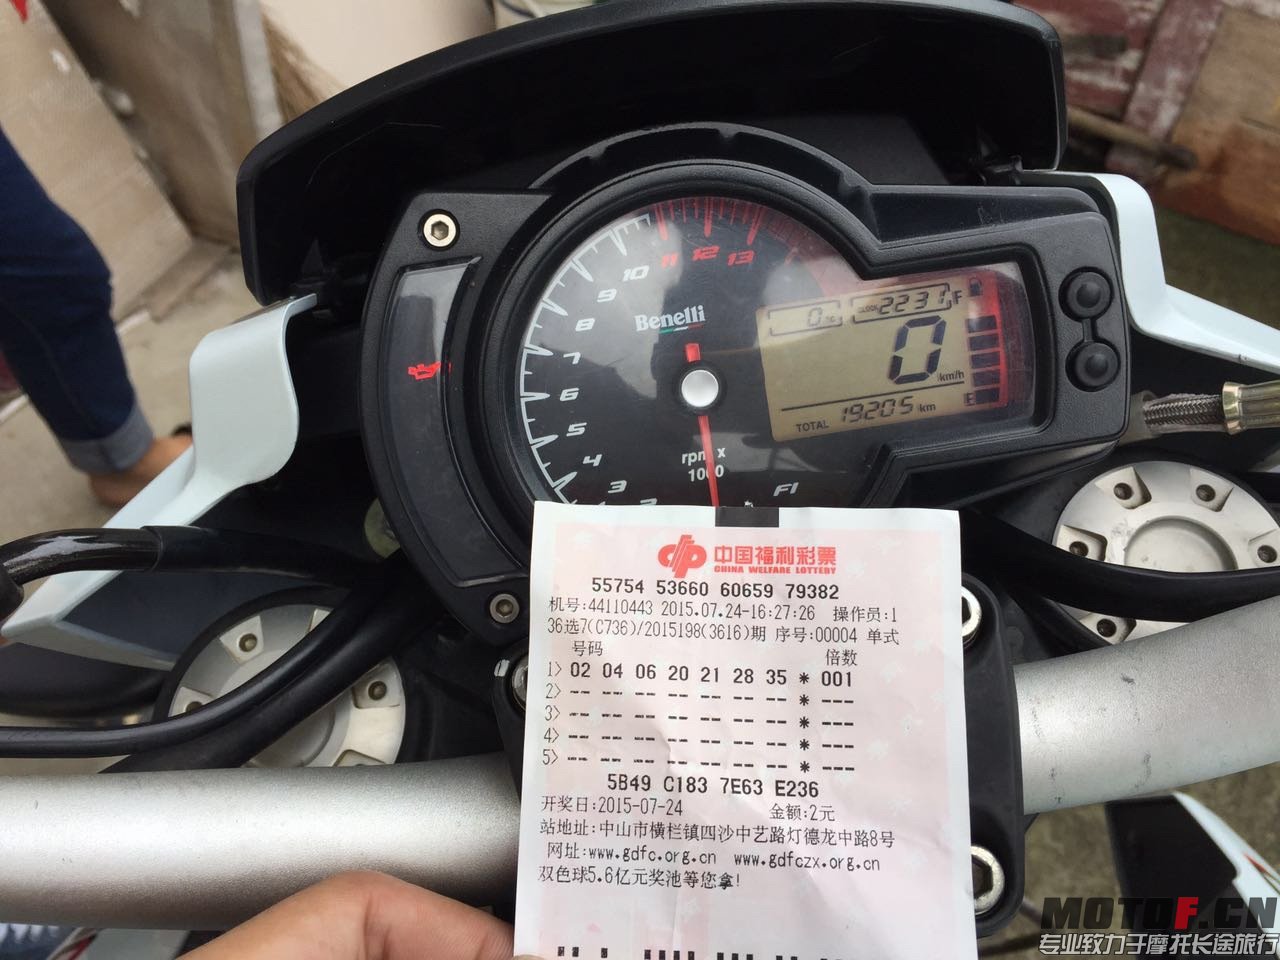 10 11 12 13
9
8
7
6
5
4
3
2
Benelli
rpm x
1000
FI
0 °C CLOCK 22:31 F
0
km/h
E
TOTAL 19205 km
中国福利彩票
CHINA WELFARE LOTTERY
55754 53660 60659 79382
机号:44110443 2015.07.24-16:27:26 操作员:1
36选7(C736)/2015198(3616)期 序号:00004 单式
号码 倍数
1> 02 04 06 20 21 28 35 * 001
2> -- -- -- -- -- -- -- * ---
3> -- -- -- -- -- -- -- * ---
4> -- -- -- -- -- -- -- * ---
5> -- -- -- -- -- -- -- * ---
5B49 C183 7E63 E236
开奖日:2015-07-24 金额:2元
站地址:中山市横栏镇四沙中艺路灯德龙中路8号
网址:www.gdfc.org.cn www.gdfczx.org.cn
双色球5.6亿元奖池等您拿!
MOTOF.CN
专业致力于摩托长途旅行